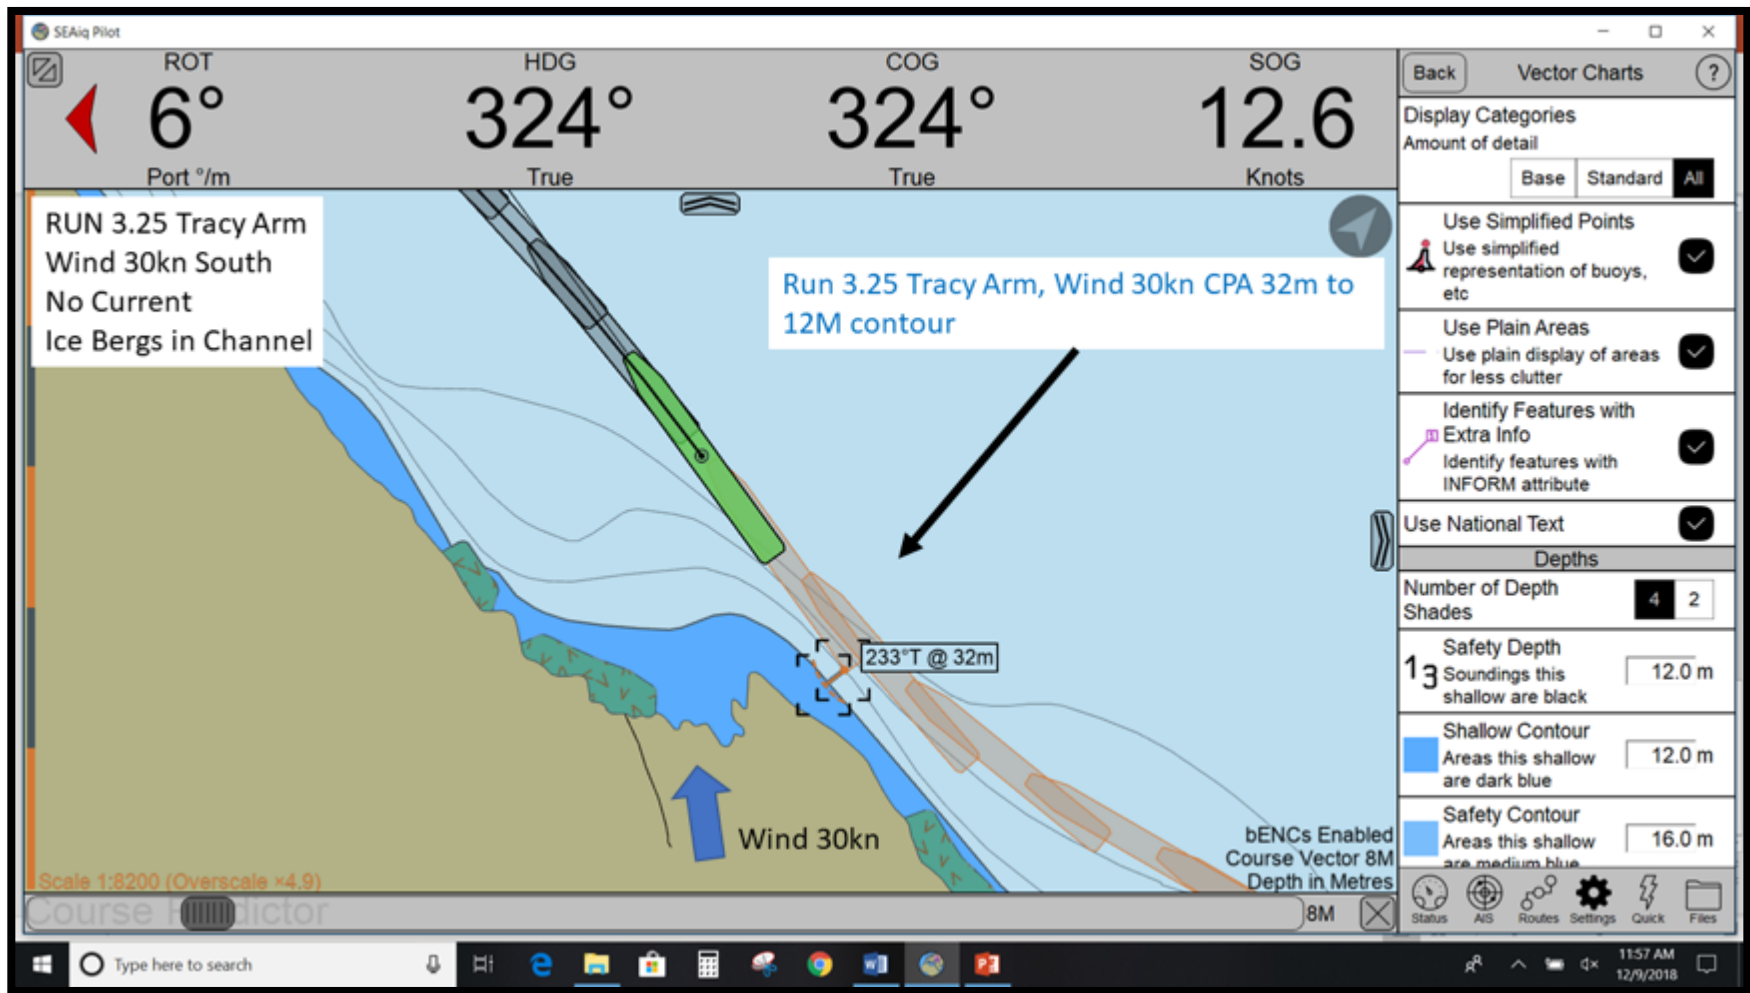 SEAiq Pilot
ROT
HDG
COG
SOG
6°
324°
324°
12.6
Port °/m
True
True
Knots
RUN 3.25 Tracy Arm
Wind 30kn South
No Current
Ice Bergs in Channel
Run 3.25 Tracy Arm, Wind 30kn CPA 32m to
12M contour
233°T @ 32m
Wind 30kn
bENCs Enabled
Course Vector 8M
Depth in Metres
Scale 1:8200 (Overscale ×4.9)
Course Predictor
8M
Back
Vector Charts
?
Display Categories
Amount of detail
Base
Standard
All
Use Simplified Points
Use simplified
representation of buoys,
etc
Use Plain Areas
Use plain display of areas
for less clutter
Identify Features with
Extra Info
Identify features with
INFORM attribute
Use National Text
Depths
Number of Depth
Shades
4
2
13
Safety Depth
Soundings this
shallow are black
12.0 m
Shallow Contour
Areas this shallow
are dark blue
12.0 m
Safety Contour
Areas this shallow
are medium blue
16.0 m
Status
AIS
Routes
Settings
Quick
Files
Type here to search
11:57 AM
12/9/2018